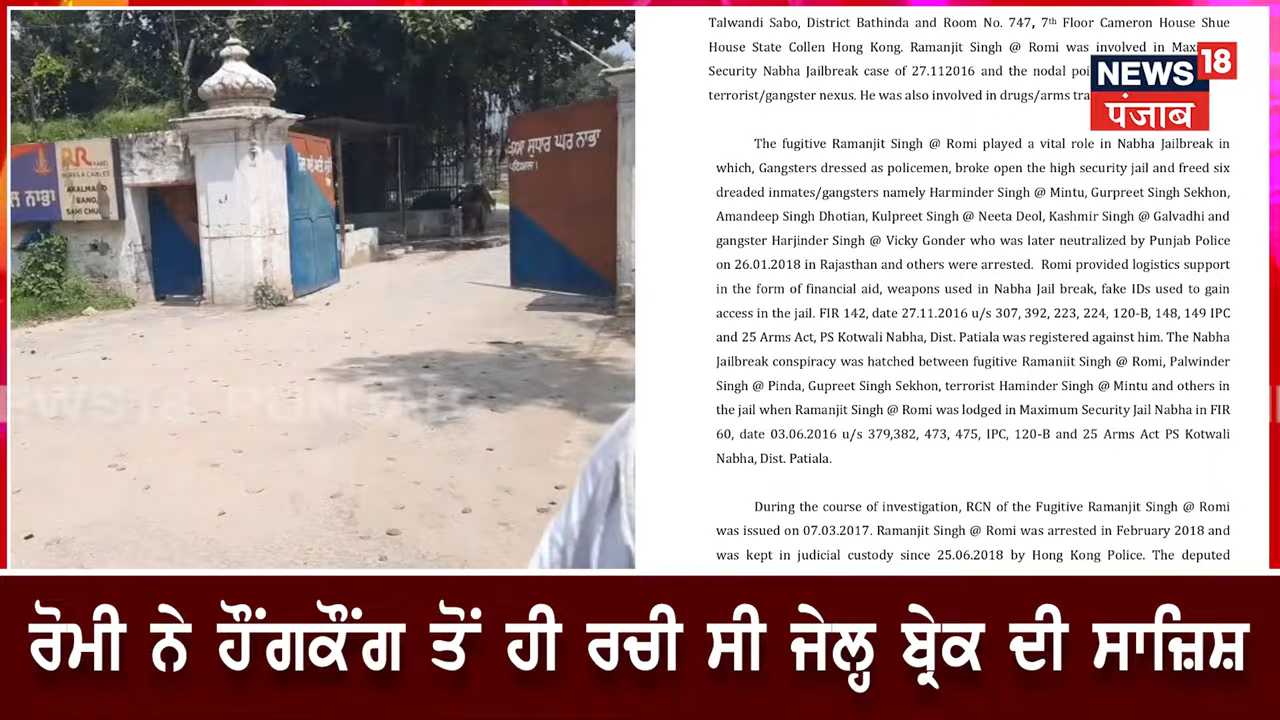 Talwandi Sabo, District Bathinda and Room No. 747, 7th Floor Cameron House Shue
House State Collen Hong Kong. Ramanjit Singh @ Romi was involved in
Security Nabha Jailbreak case of 27.112016 and the nodal
terrorist/gangster nexus. He was also involved in drugs/arms
NEWS 18
ਪੰਜਾਬ
The fugitive Ramanjit Singh @ Romi played a vital role in Nabha Jailbreak in
which, Gangsters dressed as policemen, broke open the high security jail and freed six
dreaded inmates/gangsters namely Harminder Singh @ Mintu, Gurpreet Singh Sekhon,
Amandeep Singh Dhotian, Kulpreet Singh @ Neeta Deol, Kashmir Singh @ Galvadhi and
gangster Harjinder Singh @ Vicky Gonder who was later neutralized by Punjab Police
on 26.01.2018 in Rajasthan and others were arrested. Romi provided logistics support
in the form of financial aid, weapons used in Nabha Jail break, fake IDs used to gain
access in the jail. FIR 142, date 27.11.2016 u/s 307, 392, 223, 224, 120-B, 148, 149 IPC
and 25 Arms Act, PS Kotwali Nabha, Dist. Patiala was registered against him. The Nabha
Jailbreak conspiracy was hatched between fugitive Ramaniit Singh @ Romi, Palwinder
Singh @ Pinda, Gupreet Singh Sekhon, terrorist Haminder Singh @ Mintu and others in
the jail when Ramanjit Singh @ Romi was lodged in Maximum Security Jail Nabha in FIR
60, date 03.06.2016 u/s 379,382, 473, 475, IPC, 120-B and 25 Arms Act PS Kotwali
Nabha, Dist. Patiala.
During the course of investigation, RCN of the Fugitive Ramanjit Singh @ Romi
was issued on 07.03.2017. Ramanjit Singh @ Romi was arrested in February 2018 and
was kept in judicial custody since 25.06.2018 by Hong Kong Police. The deputed
ਨਾਭਾ
RR
WIRES & CABLES
AKALMAND
BANO,
SAHI
ਸੁਧਾਰ ਘਰ ਨਾਭਾ
ਪਟਿਆਲਾ।
ਰੋਮੀ ਨੇ ਹੌਂਗਕੌਂਗ ਤੋਂ ਹੀ ਰਚੀ ਸੀ ਜੇਲ੍ਹ ਬ੍ਰੇਕ ਦੀ ਸਾਜ਼ਿਸ਼